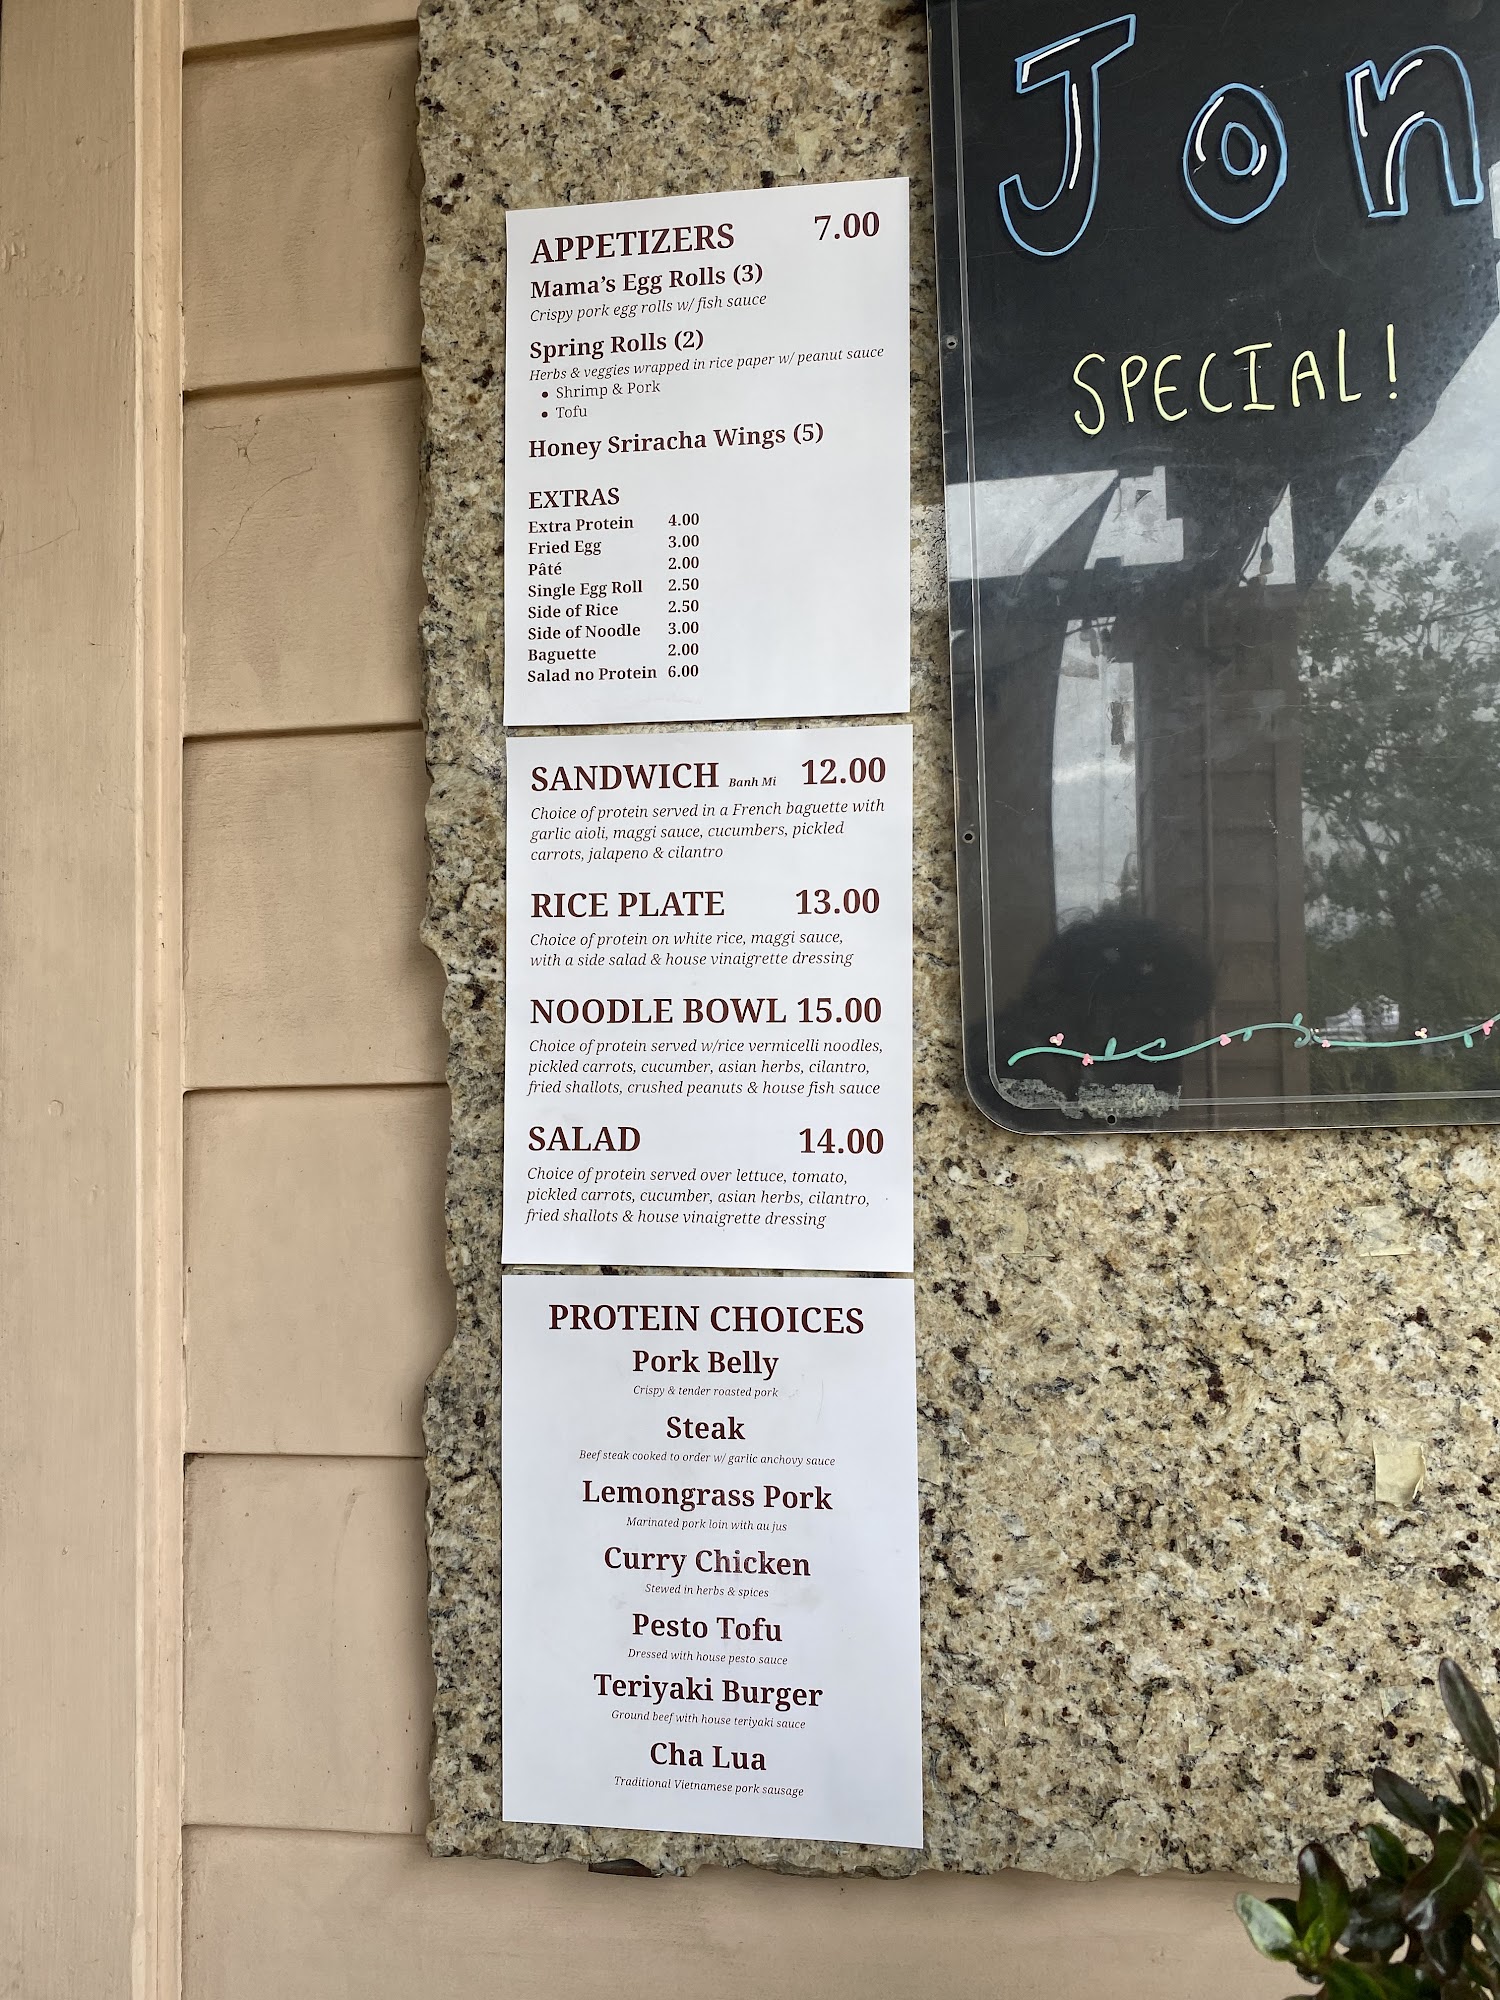 APPETIZERS 7.00
Mama's Egg Rolls (3)
Crispy pork egg rolls w/ fish sauce
Spring Rolls (2)
Herbs & veggies wrapped in rice paper w/ peanut sauce
• Shrimp & Pork
• Tofu
Honey Sriracha Wings (5)
EXTRAS
Extra Protein 4.00
Fried Egg 3.00
Pâté 2.00
Single Egg Roll 2.50
Side of Rice 2.50
Side of Noodle 3.00
Baguette 2.00
Salad no Protein 6.00
SANDWICH Banh Mi 12.00
Choice of protein served in a French baguette with
garlic aioli, maggi sauce, cucumbers, pickled
carrots, jalapeno & cilantro
RICE PLATE 13.00
Choice of protein on white rice, maggi sauce,
with a side salad & house vinaigrette dressing
NOODLE BOWL 15.00
Choice of protein served w/rice vermicelli noodles,
pickled carrots, cucumber, asian herbs, cilantro,
fried shallots, crushed peanuts & house fish sauce
SALAD 14.00
Choice of protein served over lettuce, tomato,
pickled carrots, cucumber, asian herbs, cilantro,
fried shallots & house vinaigrette dressing
PROTEIN CHOICES
Pork Belly
Crispy & tender roasted pork
Steak
Beef steak cooked to order w/ garlic anchovy sauce
Lemongrass Pork
Marinated pork loin with au jus
Curry Chicken
Stewed in herbs & spices
Pesto Tofu
Dressed with house pesto sauce
Teriyaki Burger
Ground beef with house teriyaki sauce
Cha Lua
Traditional Vietnamese pork sausage
Jon
SPECIAL!